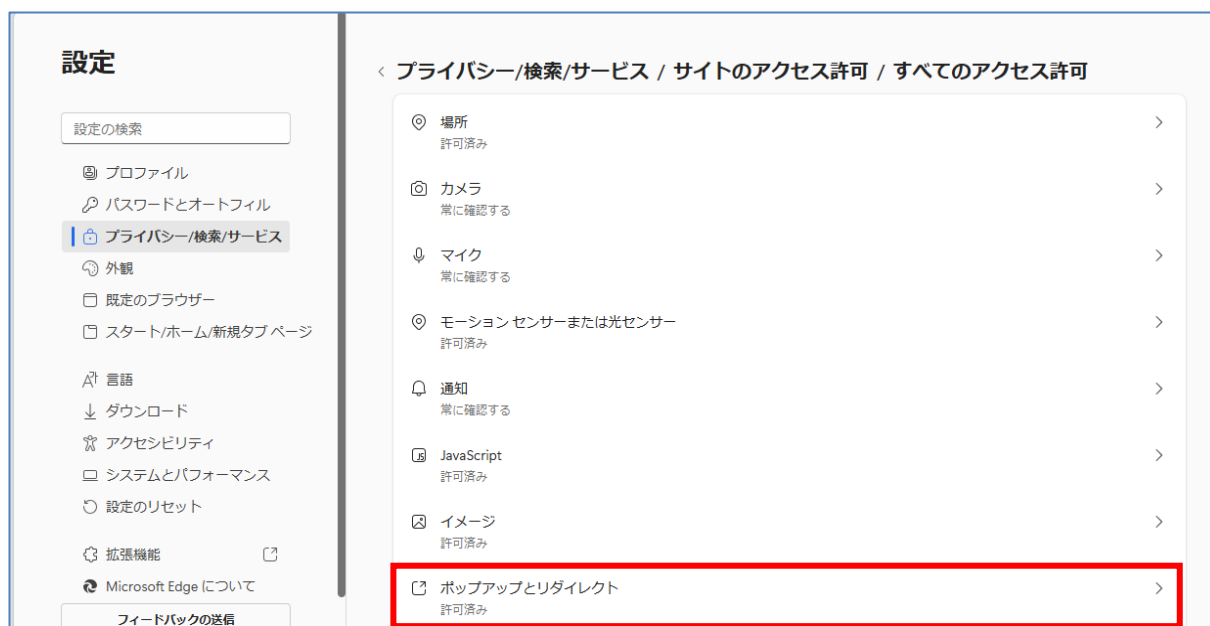 設定
設定の検索
プロファイル
パスワードとオートフィル
プライバシー/検索/サービス
外観
既定のブラウザー
スタート/ホーム/新規タブ ページ
言語
ダウンロード
アクセシビリティ
システムとパフォーマンス
設定のリセット
拡張機能
Microsoft Edge について
フィードバックの送信
プライバシー/検索/サービス / サイトのアクセス許可 / すべてのアクセス許可
場所
許可済み
カメラ
常に確認する
マイク
常に確認する
モーション センサーまたは光センサー
許可済み
通知
常に確認する
JavaScript
許可済み
イメージ
許可済み
ポップアップとリダイレクト
許可済み